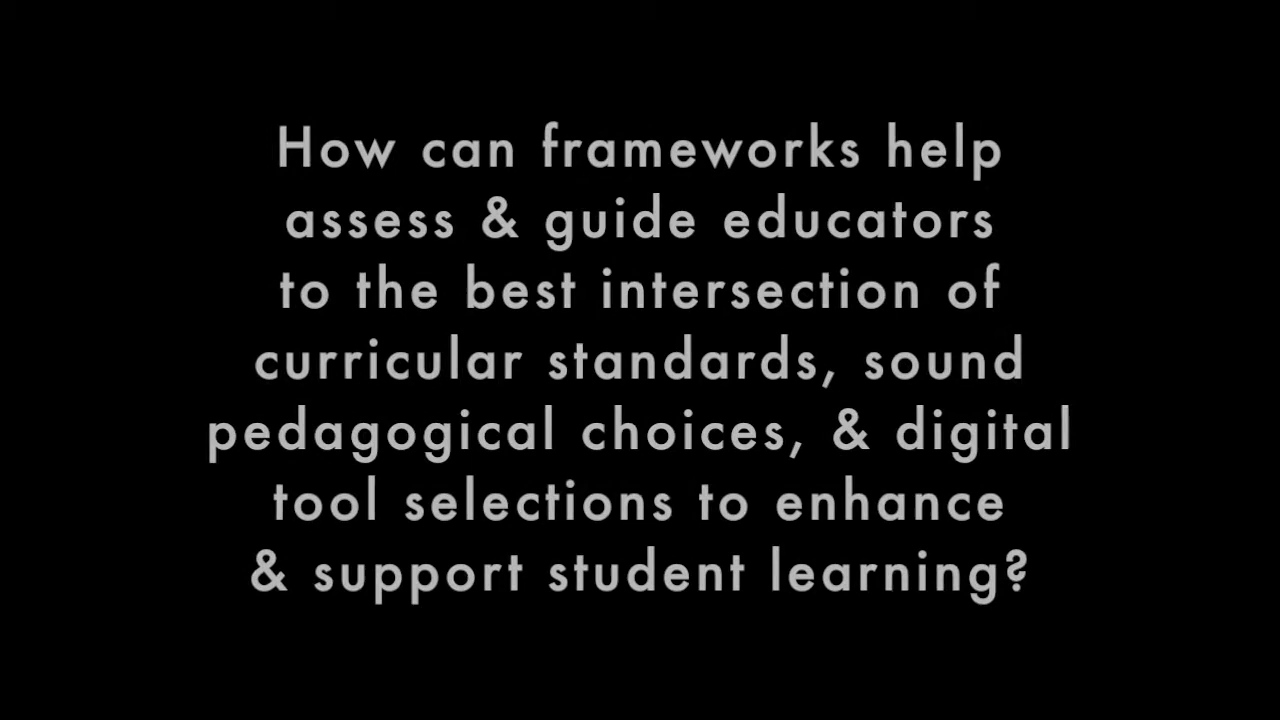 How can frameworks help
assess & guide educators
to the best intersection of
curricular standards, sound
pedagogical choices, & digital
tool selections to enhance
& support student learning?